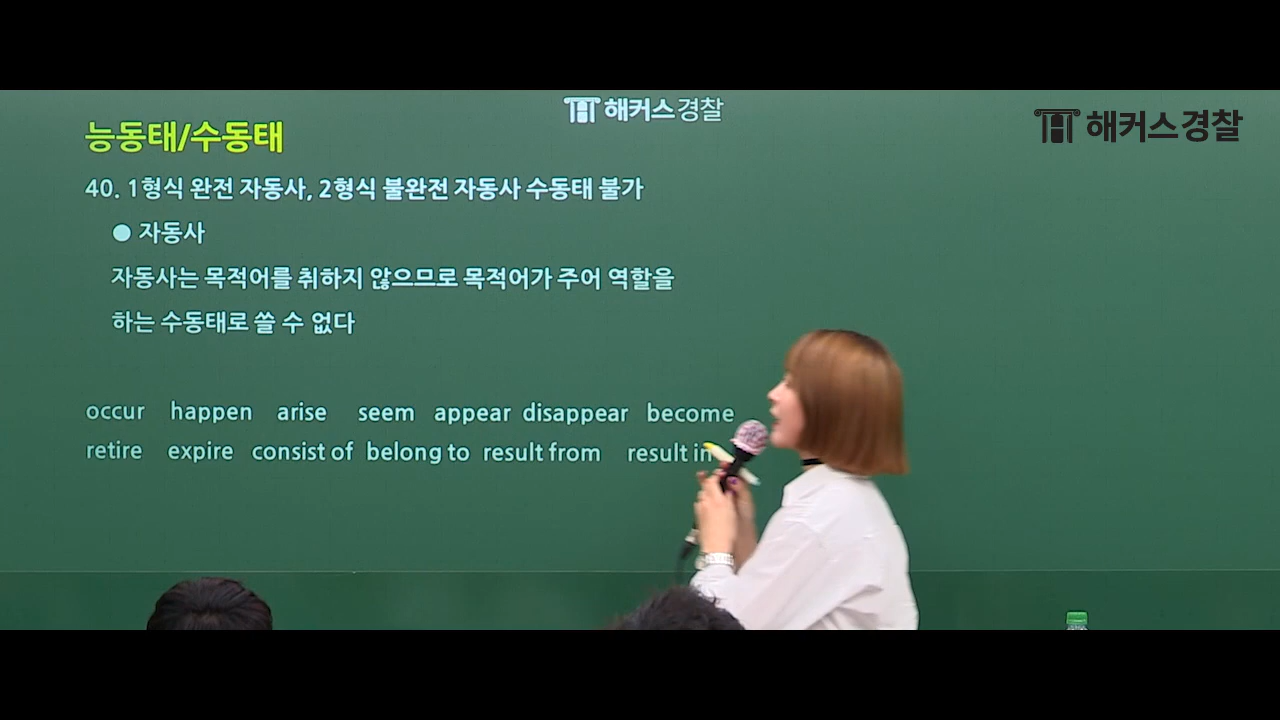 해커스경찰
해커스경찰
능동태/수동태
40. 1형식 완전 자동사, 2형식 불완전 자동사 수동태 불가
● 자동사
자동사는 목적어를 취하지 않으므로 목적어가 주어 역할을
하는 수동태로 쓸 수 없다
occur happen arise seem appear disappear become
retire expire consist of belong to result from result in